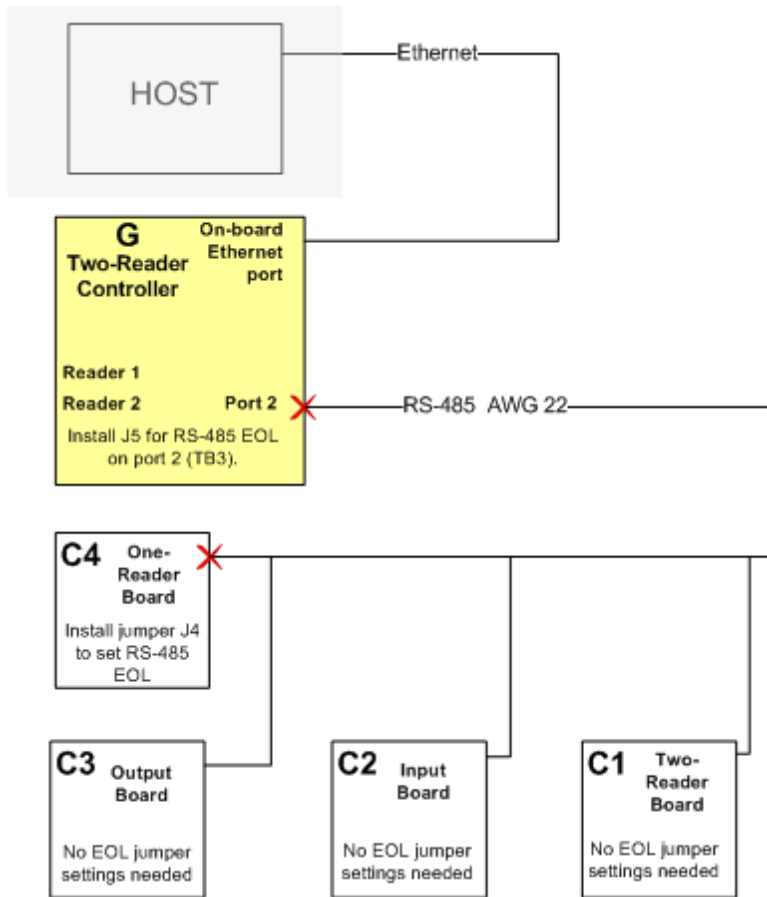 Ethernet
HOST
G
Two-Reader
Controller
On-board
Ethernet
port
Reader 1
Reader 2
Port 2
RS-485 AWG 22
Install J5 for RS-485 EOL
on port 2 (TB3).
C4
One-
Reader
Board
Install jumper J4
to set RS-485
EOL
C3
Output
Board
No EOL jumper
settings needed
C2
Input
Board
No EOL jumper
settings needed
C1
Two-
Reader
Board
No EOL jumper
settings needed